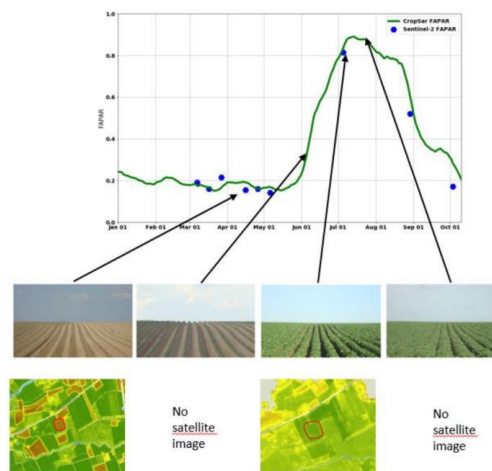 1.0
CropSar FAPAR
Sentinel-2 FAPAR
0.8
0.6
FAPAR
0.4
0.2
0.0
Jan 01 Feb 01 Mar 01 Apr 01 May 01 Jun 01 Jul 01 Aug 01 Sep 01 Oct 01
No
satellite
image
No
satellite
image